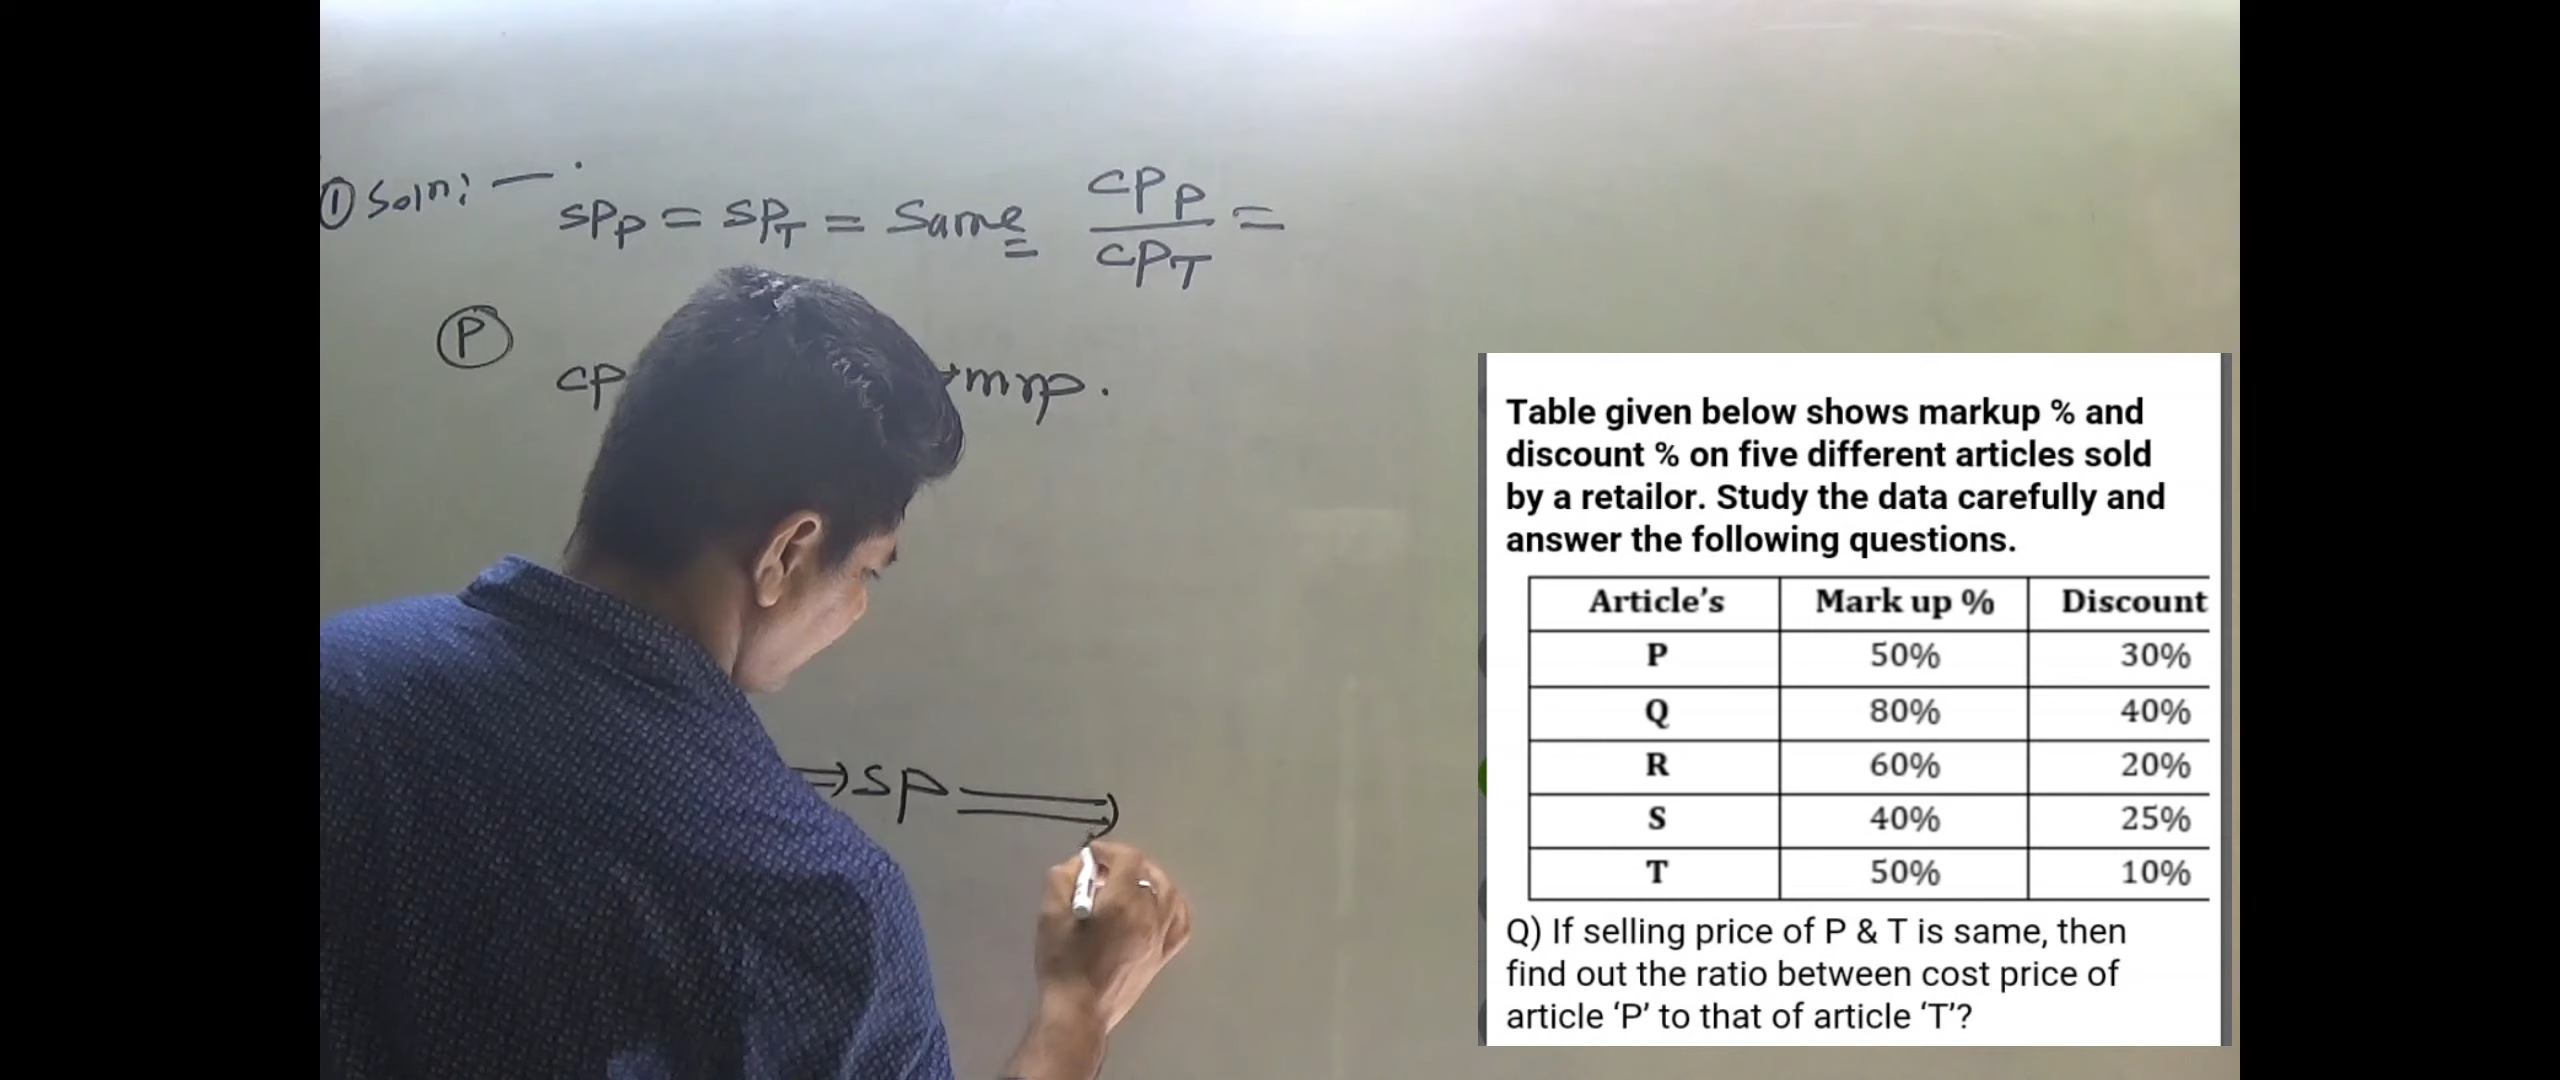 ① Soln: —
SPP = SPT = Same CPP/CPT =
P
CP mrp.
⇒ SP ⇒
Table given below shows markup % and
discount % on five different articles sold
by a retailor. Study the data carefully and
answer the following questions.
Article's Mark up % Discount
P 50% 30%
Q 80% 40%
R 60% 20%
S 40% 25%
T 50% 10%
Q) If selling price of P & T is same, then
find out the ratio between cost price of
article ‘P’ to that of article ‘T’?